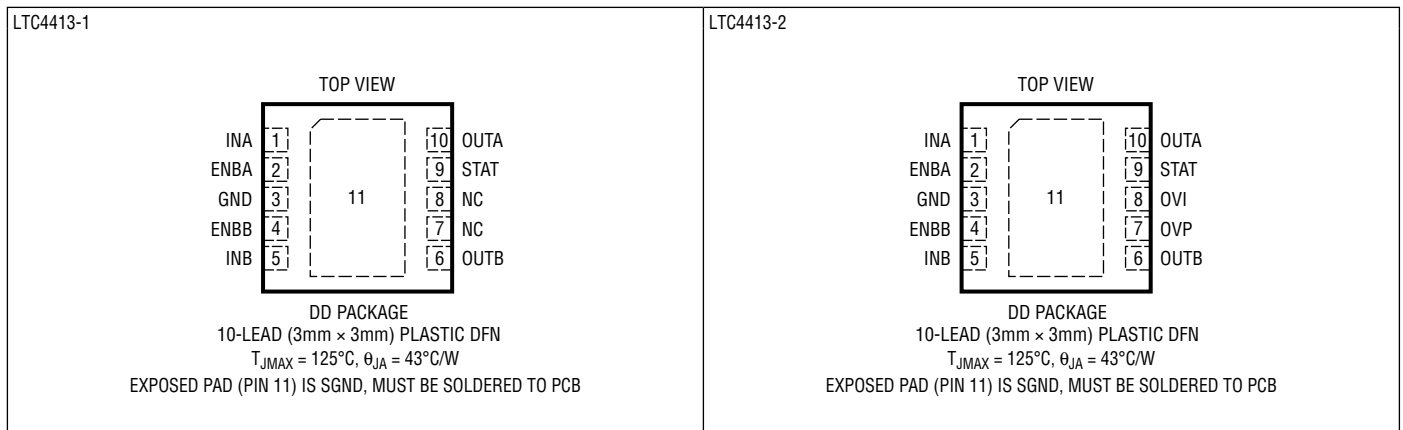 LTC4413-1
TOP VIEW
INA 1 10 OUTA
ENBA 2 9 STAT
GND 3 11 8 NC
ENBB 4 7 NC
INB 5 6 OUTB
DD PACKAGE
10-LEAD (3mm × 3mm) PLASTIC DFN
TJMAX = 125°C, θJA = 43°C/W
EXPOSED PAD (PIN 11) IS SGND, MUST BE SOLDERED TO PCB
LTC4413-2
TOP VIEW
INA 1 10 OUTA
ENBA 2 9 STAT
GND 3 11 8 OVI
ENBB 4 7 OVP
INB 5 6 OUTB
DD PACKAGE
10-LEAD (3mm × 3mm) PLASTIC DFN
TJMAX = 125°C, θJA = 43°C/W
EXPOSED PAD (PIN 11) IS SGND, MUST BE SOLDERED TO PCB